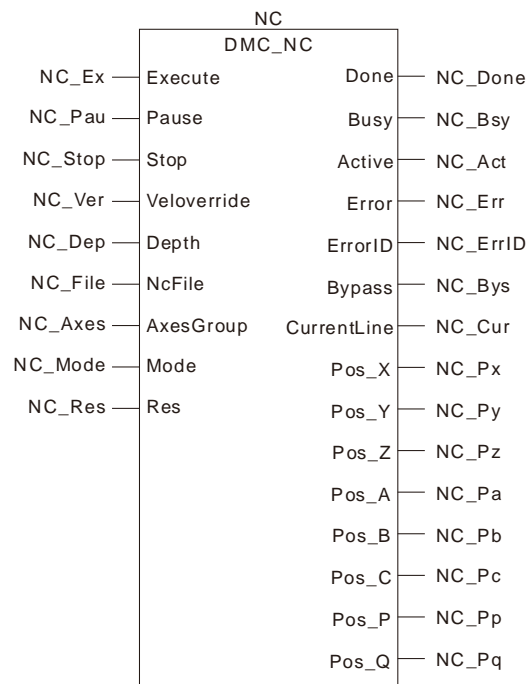 NC
DMC_NC
NC_Ex Execute Done NC_Done
NC_Pau Pause Busy NC_Bsy
NC_Stop Stop Active NC_Act
NC_Ver Veloverride Error NC_Err
NC_Dep Depth ErrorID NC_ErrID
NC_File NcFile Bypass NC_Bys
NC_Axes AxesGroup CurrentLine NC_Cur
NC_Mode Mode Pos_X NC_Px
NC_Res Res Pos_Y NC_Py
Pos_Z NC_Pz
Pos_A NC_Pa
Pos_B NC_Pb
Pos_C NC_Pc
Pos_P NC_Pp
Pos_Q NC_Pq